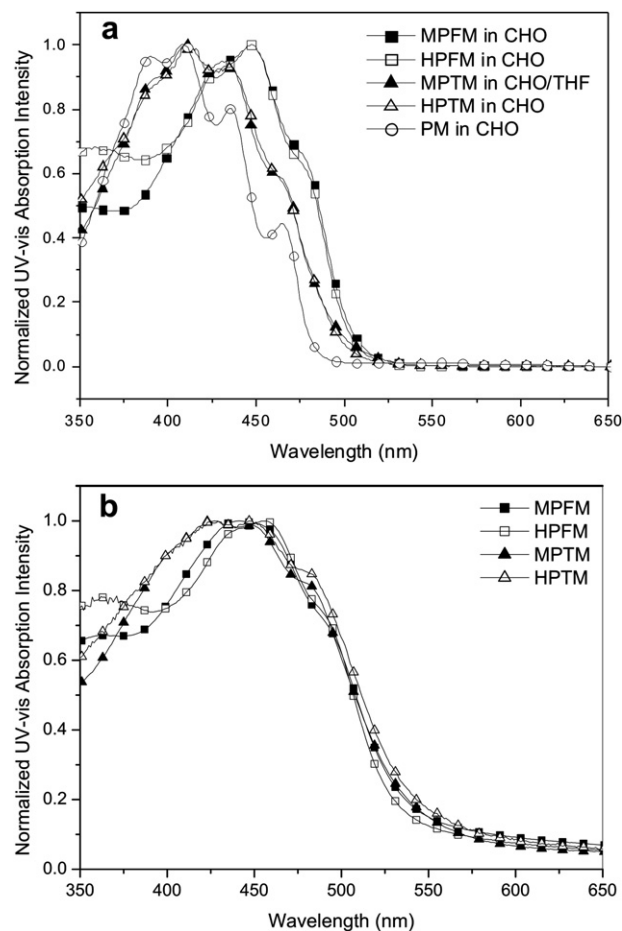 a
MPFM in CHO
HPFM in CHO
MPTM in CHO/THF
HPTM in CHO
PM in CHO
Normalized UV-vis Absorption Intensity
1.0
0.8
0.6
0.4
0.2
0.0
350 400 450 500 550 600 650
Wavelength (nm)
b
MPFM
HPFM
MPTM
HPTM
Normalized UV-vis Absorption Intensity
1.0
0.8
0.6
0.4
0.2
0.0
350 400 450 500 550 600 650
Wavelength (nm)